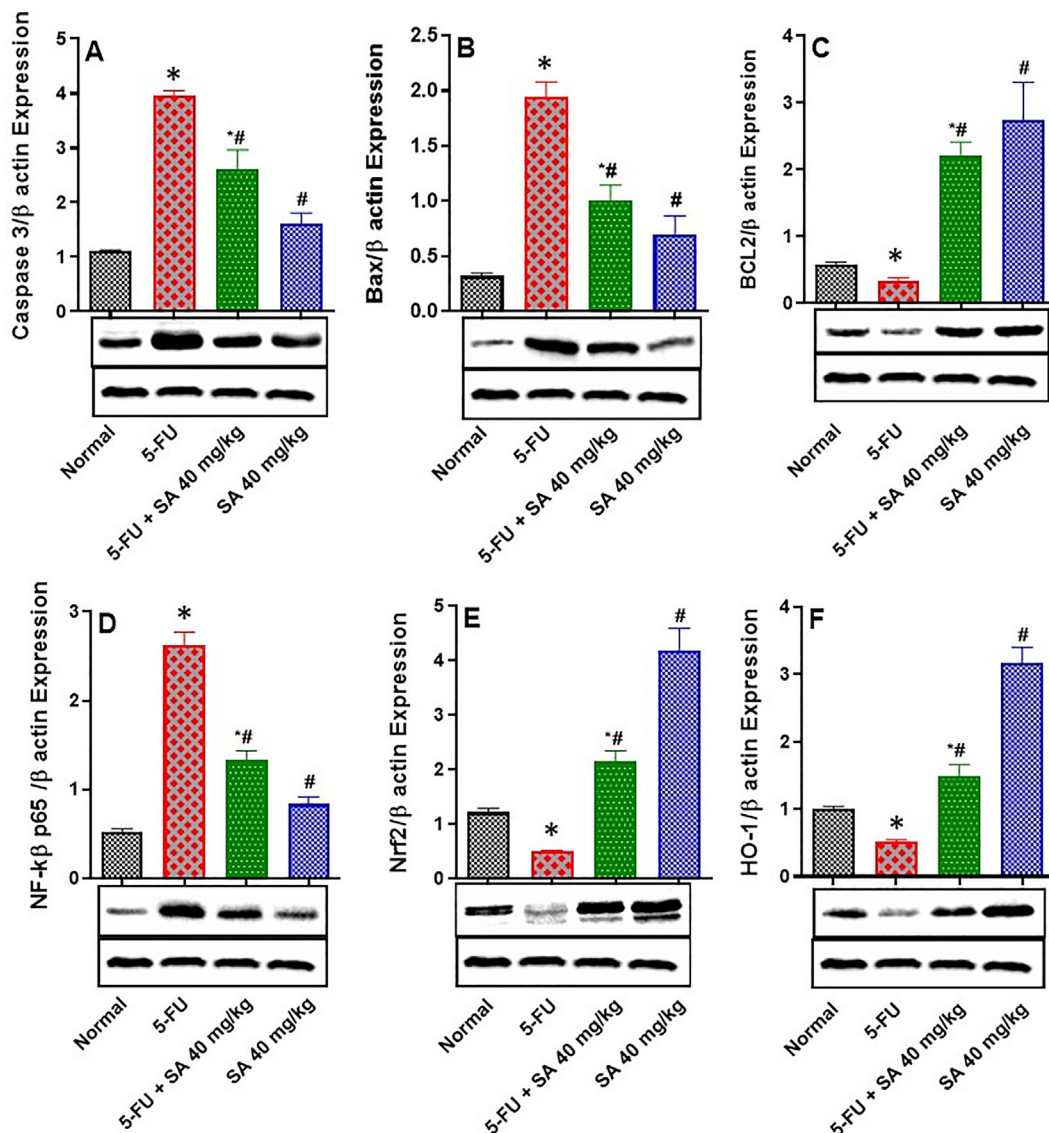 A
Caspase 3/β actin Expression
5
4
3
2
1
0
*
*#
#
Normal
5-FU
5-FU + SA 40 mg/kg
SA 40 mg/kg
B
Bax/β actin Expression
2.5
2.0
1.5
1.0
0.5
0.0
*
*#
#
Normal
5-FU
5-FU + SA 40 mg/kg
SA 40 mg/kg
C
BCL2/β actin Expression
4
3
2
1
0
*
*#
#
Normal
5-FU
5-FU + SA 40 mg/kg
SA 40 mg/kg
D
NF-kβ p65 /β actin Expression
3
2
1
0
*
*#
#
Normal
5-FU
5-FU + SA 40 mg/kg
SA 40 mg/kg
E
Nrf2/β actin Expression
5
4
3
2
1
0
*
*#
#
Normal
5-FU
5-FU + SA 40 mg/kg
SA 40 mg/kg
F
HO-1/β actin Expression
4
3
2
1
0
*
*#
#
Normal
5-FU
5-FU + SA 40 mg/kg
SA 40 mg/kg